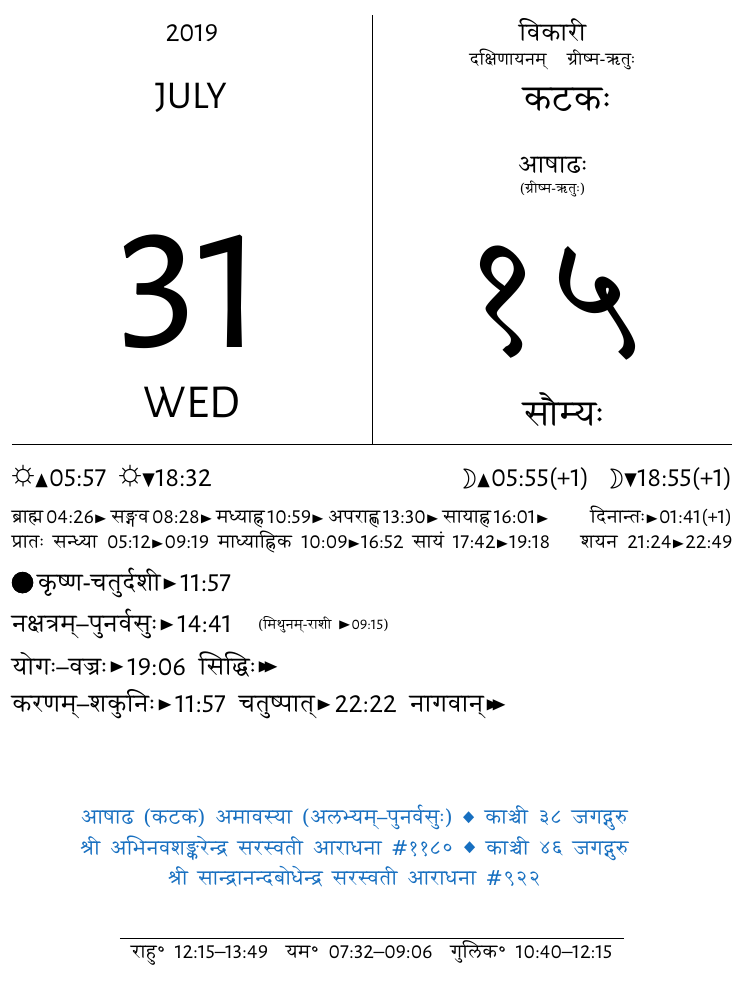 2019
JULY
31
WED
विकारी
दक्षिणायनम् ग्रीष्म-ऋतुः
कटकः
आषाढः
(ग्रीष्म-ऋतुः)
१५
सौम्यः
☼▲05:57 ☼▼18:32 ☽▲05:55(+1) ☽▼18:55(+1)
ब्राह्म 04:26► सङ्गव 08:28► मध्याह्न 10:59► अपराह्ण 13:30► सायाह्न 16:01► दिनान्तः►01:41(+1)
प्रातः सन्ध्या 05:12►09:19 माध्याह्निक 10:09►16:52 सायं 17:42►19:18 शयन 21:24►22:49
●कृष्ण-चतुर्दशी►11:57
नक्षत्रम्–पुनर्वसुः►14:41 (मिथुनम्-राशी ►09:15)
योगः–वज्रः►19:06 सिद्धिः►►
करणम्–शकुनिः►11:57 चतुष्पात्►22:22 नागवान्►►
आषाढ (कटक) अमावस्या (अलभ्यम्–पुनर्वसुः) ◆ काञ्ची ३८ जगद्गुरु
श्री अभिनवशङ्करेन्द्र सरस्वती आराधना #११८० ◆ काञ्ची ४६ जगद्गुरु
श्री सान्द्रानन्दबोधेन्द्र सरस्वती आराधना #९२२
राहु॰ 12:15–13:49 यम॰ 07:32–09:06 गुलिक॰ 10:40–12:15